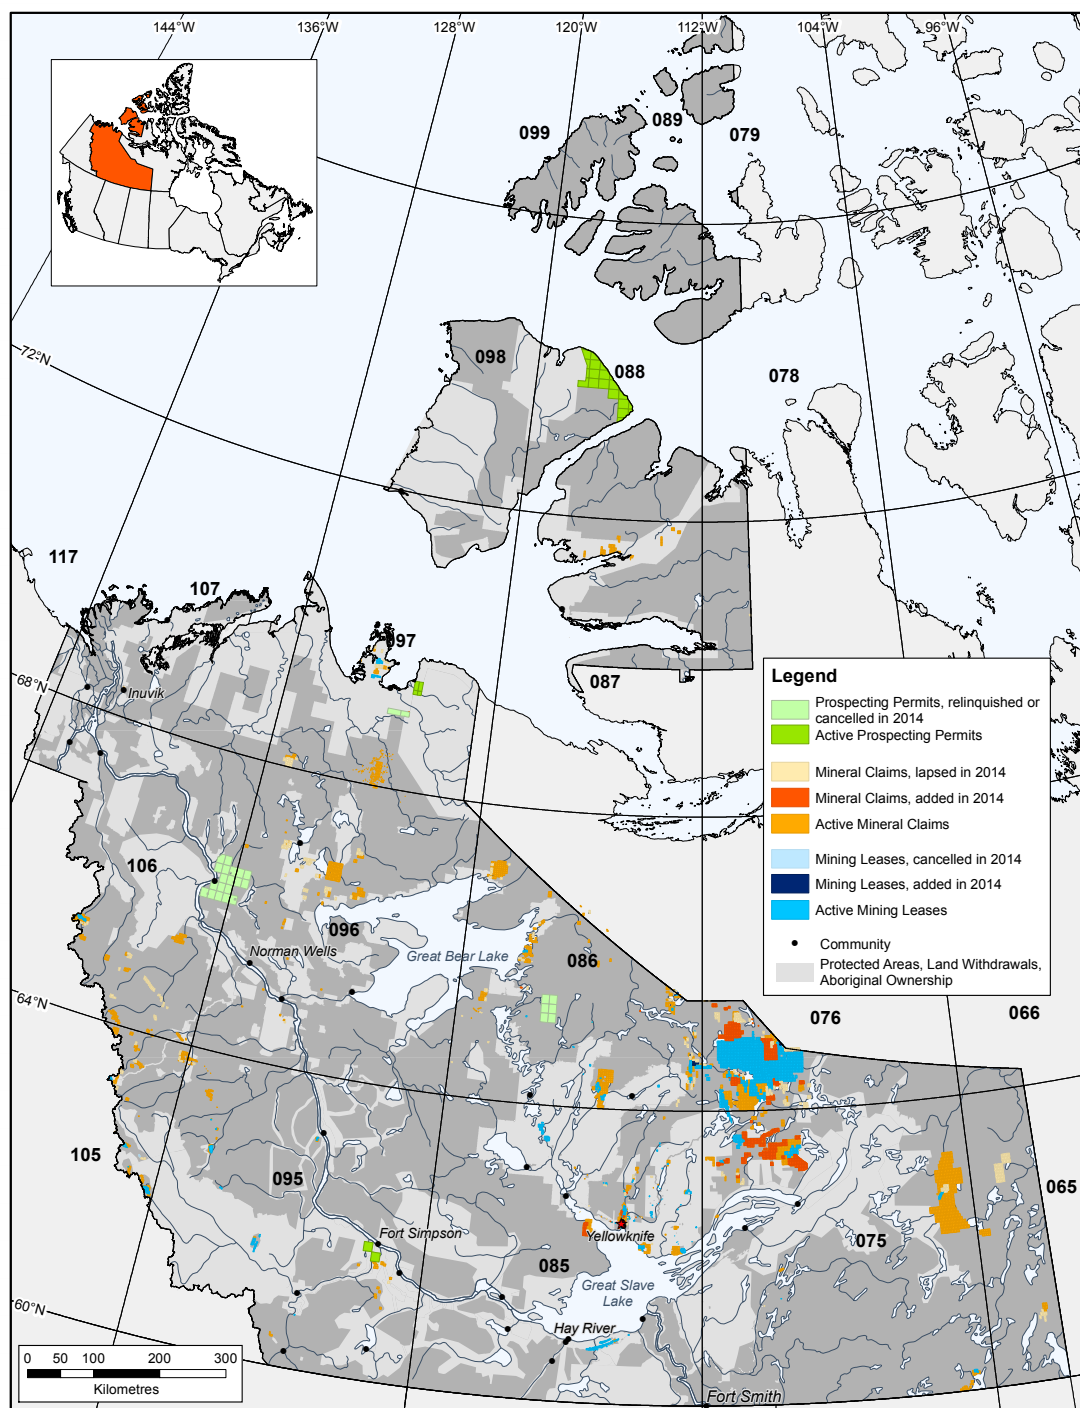 144°W
136°W
128°W
120°W
112°W
104°W
96°W
099
089
079
72°N
098
088
078
117
107
097
68°N
Inuvik
087
Legend
Prospecting Permits, relinquished or
cancelled in 2014
Active Prospecting Permits
Mineral Claims, lapsed in 2014
Mineral Claims, added in 2014
Active Mineral Claims
Mining Leases, cancelled in 2014
Mining Leases, added in 2014
Active Mining Leases
Community
Protected Areas, Land Withdrawals,
Aboriginal Ownership
106
096
Norman Wells
Great Bear Lake
086
64°N
076
066
105
095
065
Fort Simpson
Yellowknife
075
085
Great Slave
Lake
60°N
Hay River
0 50 100 200 300
Kilometres
Fort Smith